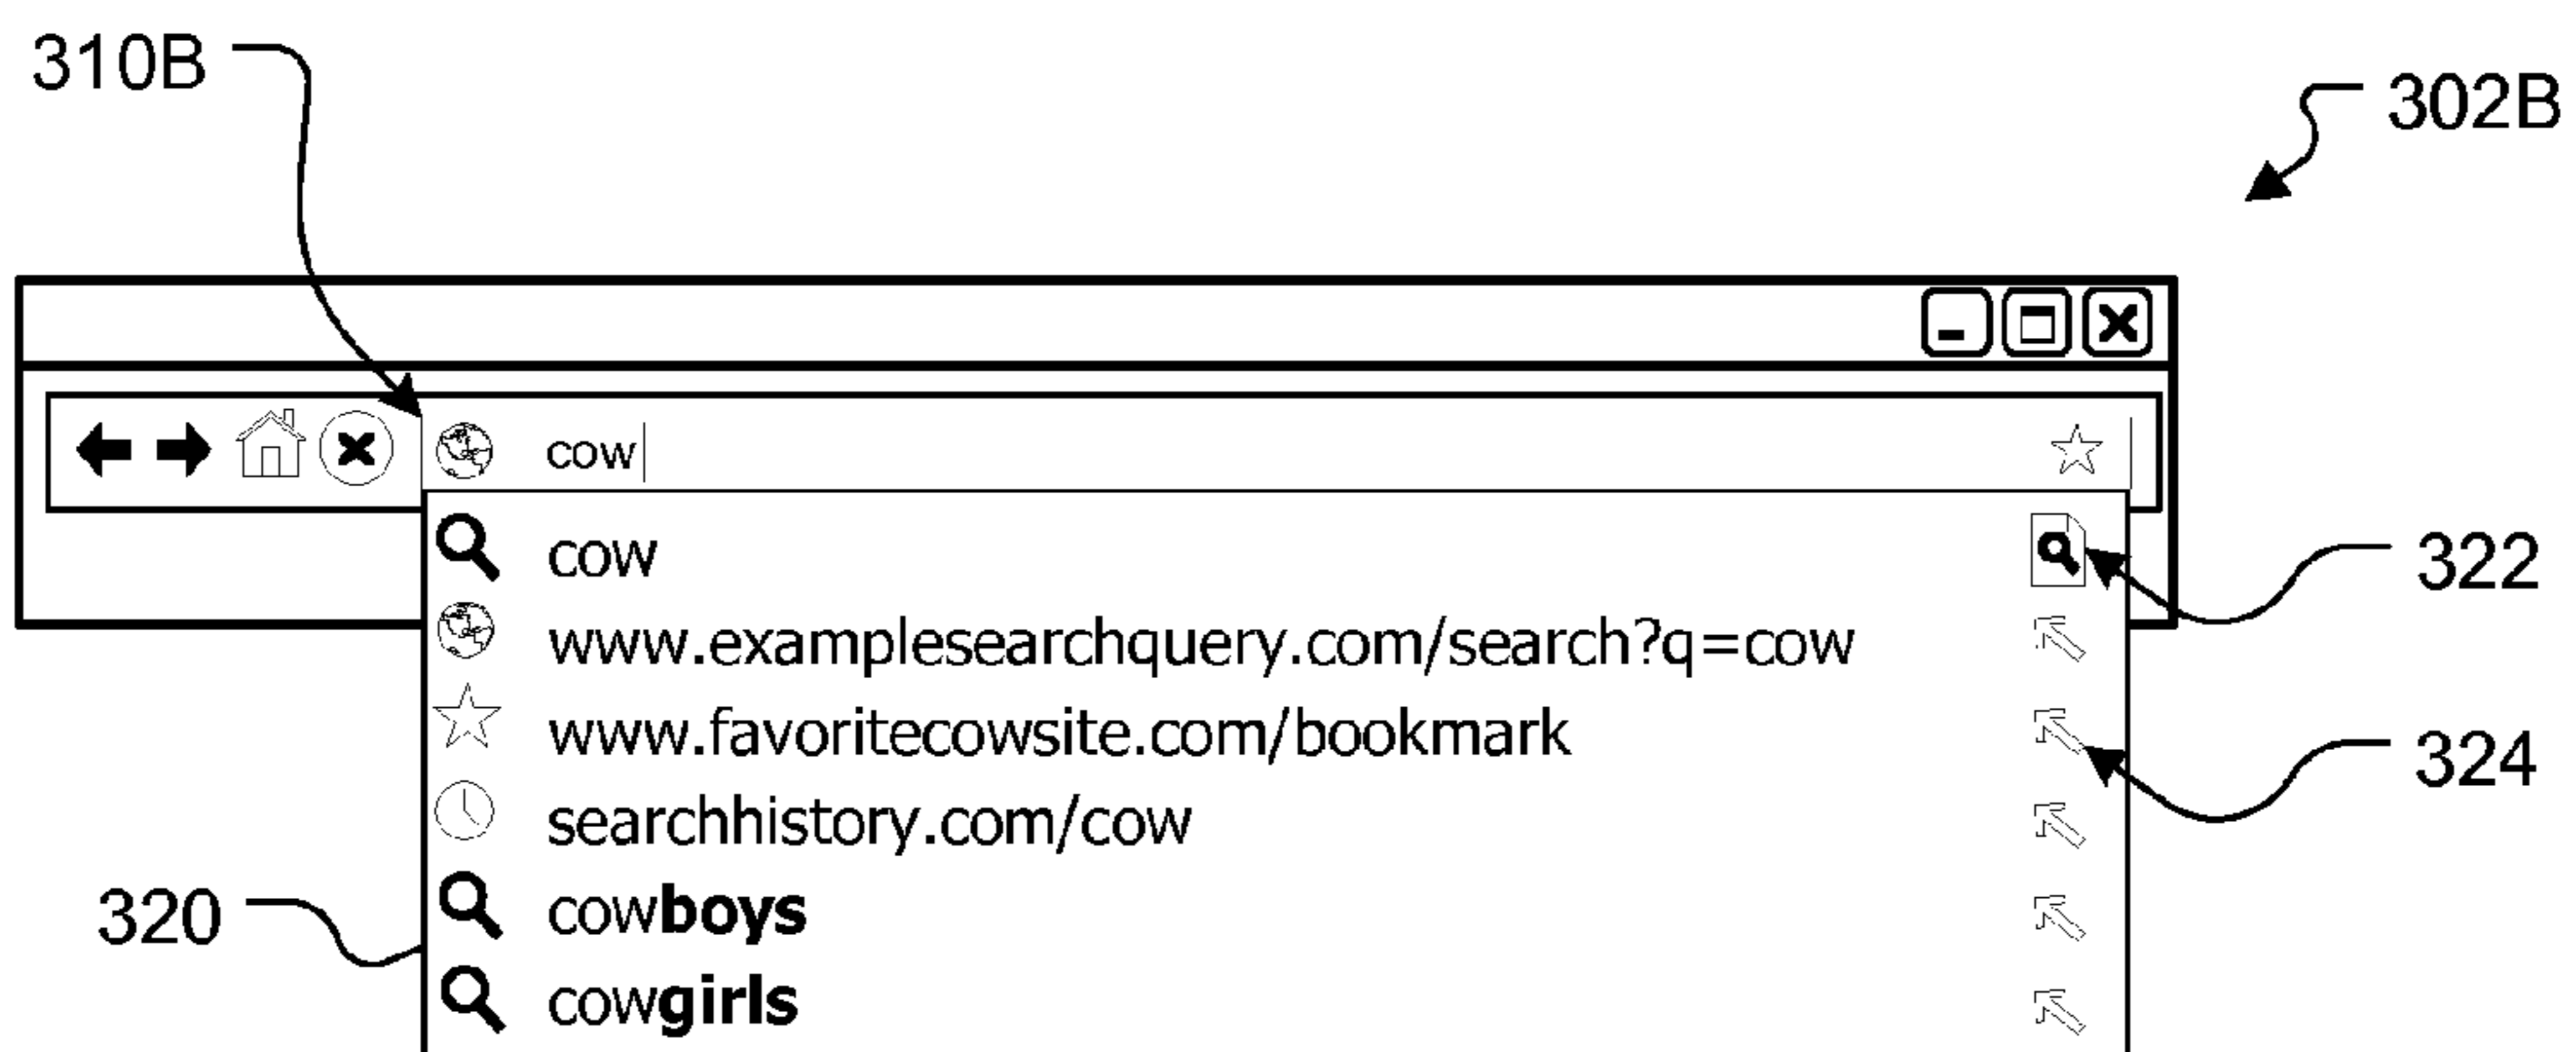 310B
302B
cow
cow
322
www.examplesearchquery.com/search?q=cow
www.favoritecowsite.com/bookmark
324
searchhistory.com/cow
320
cowboys
cowgirls